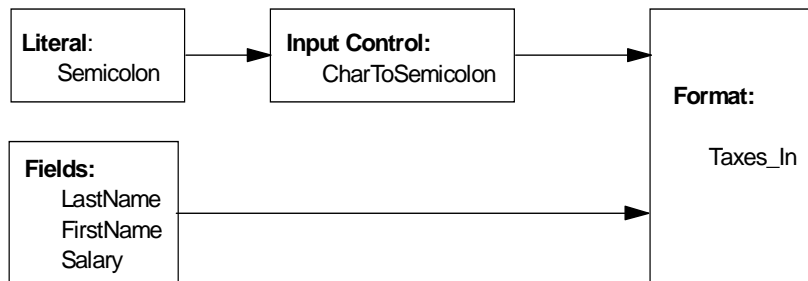 Literal:
Semicolon
Input Control:
CharToSemicolon
Format:
Taxes_In
Fields:
LastName
FirstName
Salary